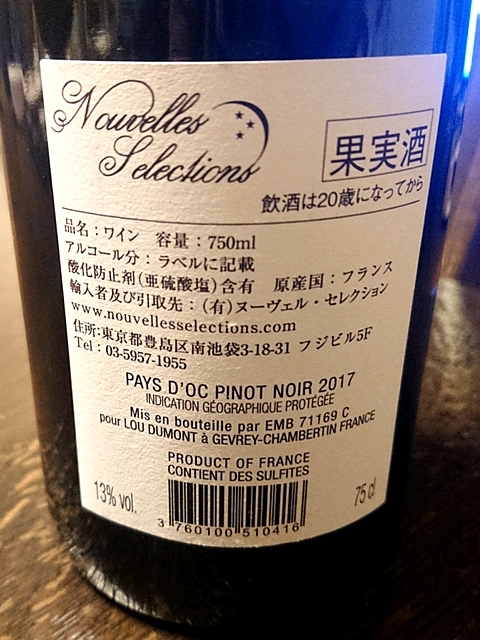 Nouvelles
Selections
果実酒
飲酒は20歳になってから
品名：ワイン 容量：750ml
アルコール分：ラベルに記載
酸化防止剤(亜硫酸塩)含有 原産国：フランス
輸入者及び引取先：(有)ヌーヴェル・セレクション
www.nouvellesselections.com
住所:東京都豊島区南池袋3-18-31 フジビル5F
Tel：03-5957-1955
PAYS D'OC PINOT NOIR 2017
INDICATION GÉOGRAPHIQUE PROTÉGÉE
Mis en bouteille par EMB 71169 C
pour LOU DUMONT à GEVREY-CHAMBERTIN FRANCE
PRODUCT OF FRANCE
CONTIENT DES SULFITES
13% vol. 75 cl
3 760100 510416